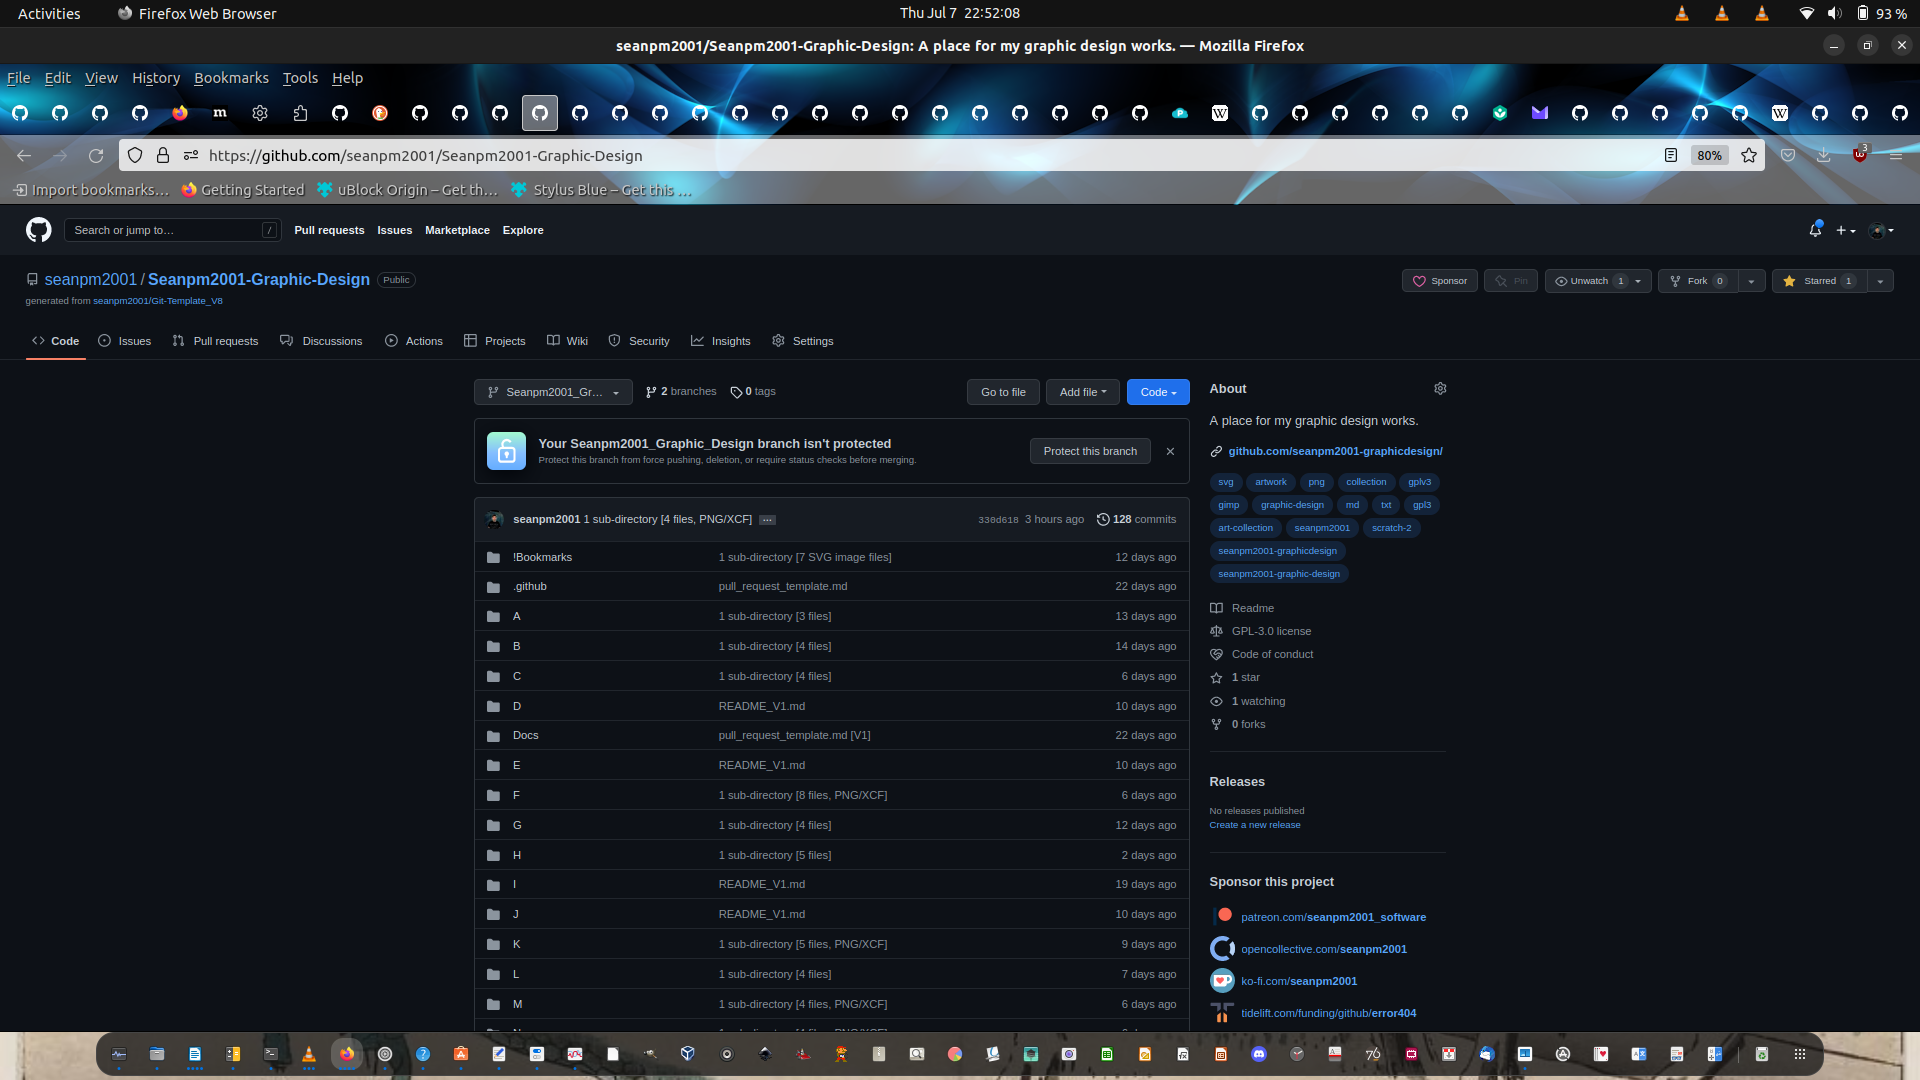 Activities
Firefox Web Browser
Thu Jul 7 22:52:08
93 %
seanpm2001/Seanpm2001-Graphic-Design: A place for my graphic design works. — Mozilla Firefox
File Edit View History Bookmarks Tools Help
https://github.com/seanpm2001/Seanpm2001-Graphic-Design
80%
3
Import bookmarks…
Getting Started
uBlock Origin – Get th…
Stylus Blue – Get this …
Search or jump to…
/
Pull requests
Issues
Marketplace
Explore
seanpm2001 / Seanpm2001-Graphic-Design
Public
Sponsor
Pin
Unwatch 1
Fork 0
Starred 1
generated from seanpm2001/Git-Template_V8
Code
Issues
Pull requests
Discussions
Actions
Projects
Wiki
Security
Insights
Settings
Seanpm2001_Gr…
2 branches
0 tags
Go to file
Add file
Code
Your Seanpm2001_Graphic_Design branch isn't protected
Protect this branch from force pushing, deletion, or require status checks before merging.
Protect this branch
seanpm2001 1 sub-directory [4 files, PNG/XCF] …
330d618 3 hours ago
128 commits
!Bookmarks 1 sub-directory [7 SVG image files] 12 days ago
.github pull_request_template.md 22 days ago
A 1 sub-directory [3 files] 13 days ago
B 1 sub-directory [4 files] 14 days ago
C 1 sub-directory [4 files] 6 days ago
D README_V1.md 10 days ago
Docs pull_request_template.md [V1] 22 days ago
E README_V1.md 10 days ago
F 1 sub-directory [8 files, PNG/XCF] 6 days ago
G 1 sub-directory [4 files] 12 days ago
H 1 sub-directory [5 files] 2 days ago
I README_V1.md 19 days ago
J README_V1.md 10 days ago
K 1 sub-directory [5 files, PNG/XCF] 9 days ago
L 1 sub-directory [4 files] 7 days ago
M 1 sub-directory [4 files, PNG/XCF] 6 days ago
About
A place for my graphic design works.
github.com/seanpm2001-graphicdesign/
svg artwork png collection gplv3
gimp graphic-design md txt gpl3
art-collection seanpm2001 scratch-2
seanpm2001-graphicdesign
seanpm2001-graphic-design
Readme
GPL-3.0 license
Code of conduct
1 star
1 watching
0 forks
Releases
No releases published
Create a new release
Sponsor this project
patreon.com/seanpm2001_software
opencollective.com/seanpm2001
ko-fi.com/seanpm2001
tidelift.com/funding/github/error404